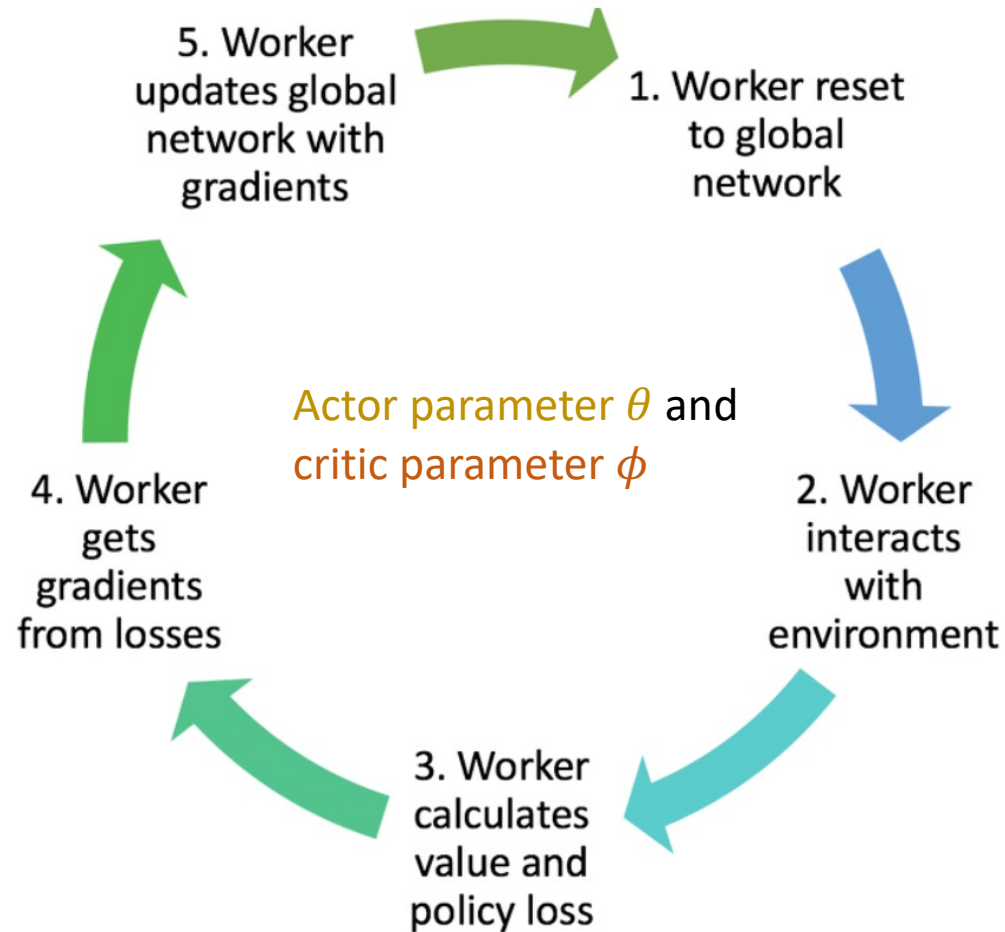 5. Worker
updates global
network with
gradients
1. Worker reset
to global
network
Actor parameter θ and
critic parameter ϕ
2. Worker
interacts
with
environment
3. Worker
calculates
value and
policy loss
4. Worker
gets
gradients
from losses